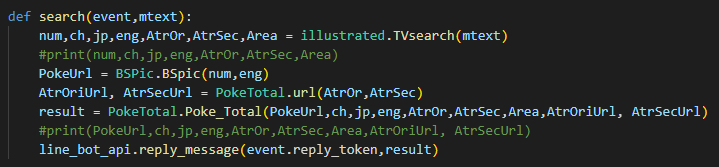 def search(event,mtext):
    num,ch,jp,eng,AtrOr,AtrSec,Area = illustrated.TVsearch(mtext)
    #print(num,ch,jp,eng,AtrOr,AtrSec,Area)
    PokeUrl = BSPic.BSpic(num,eng)
    AtrOriUrl, AtrSecUrl = PokeTotal.url(AtrOr,AtrSec)
    result = PokeTotal.Poke_Total(PokeUrl,ch,jp,eng,AtrOr,AtrSec,Area,AtrOriUrl, AtrSecUrl)
    #print(PokeUrl,ch,jp,eng,AtrOr,AtrSec,Area,AtrOriUrl, AtrSecUrl)
    line_bot_api.reply_message(event.reply_token,result)